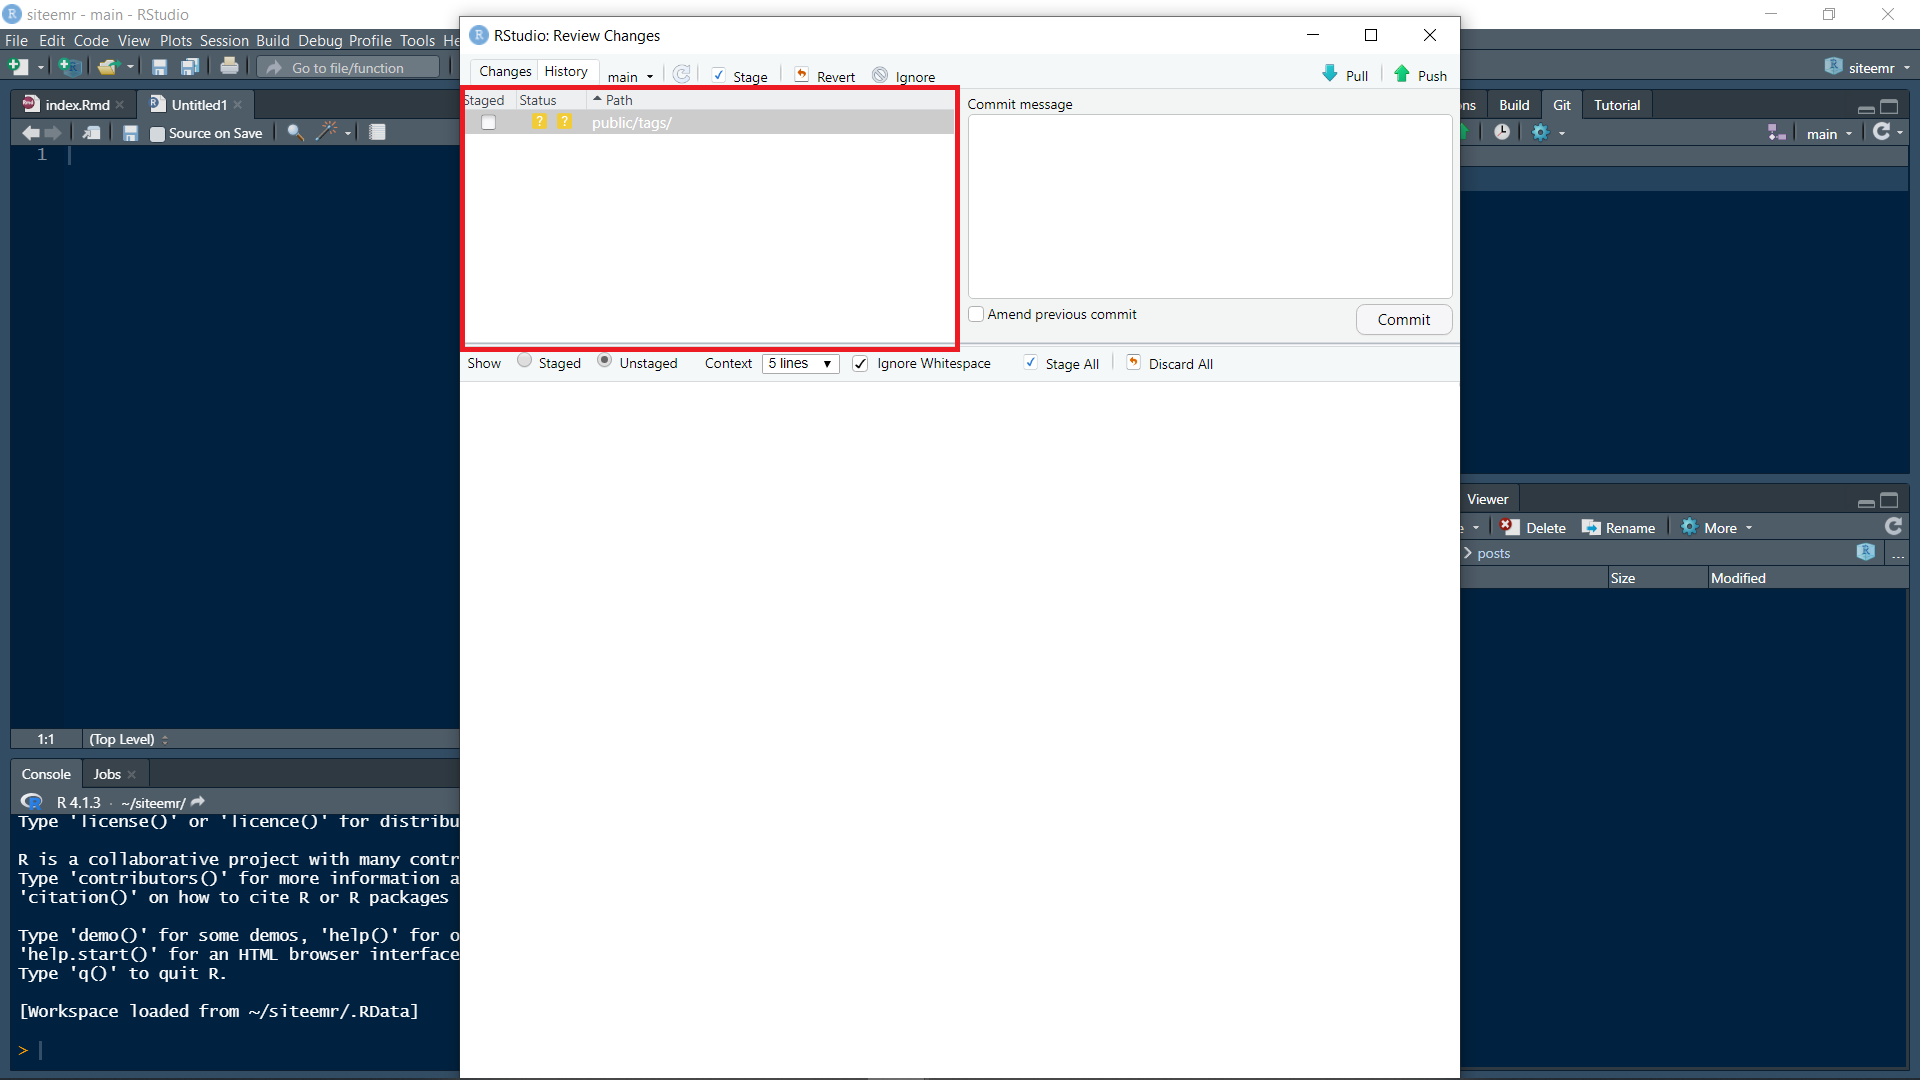 siteemr - main - RStudio
File Edit Code View Plots Session Build Debug Profile Tools He
Go to file/function
siteemr
index.Rmd
Untitled1
Source on Save
1
1:1
(Top Level)
Console
Jobs
R 4.1.3 · ~/siteemr/
Type 'license()' or 'licence()' for distribu
R is a collaborative project with many contr
Type 'contributors()' for more information a
'citation()' on how to cite R or R packages
Type 'demo()' for some demos, 'help()' for o
'help.start()' for an HTML browser interface
Type 'q()' to quit R.
[Workspace loaded from ~/siteemr/.RData]
>
RStudio: Review Changes
Changes History main Stage Revert Ignore Pull Push
Staged Status Path
? ? public/tags/
Commit message
Amend previous commit
Commit
Show Staged Unstaged Context 5 lines Ignore Whitespace Stage All Discard All
ns Build Git Tutorial
main
Viewer
e Delete Rename More
posts
...
Size Modified